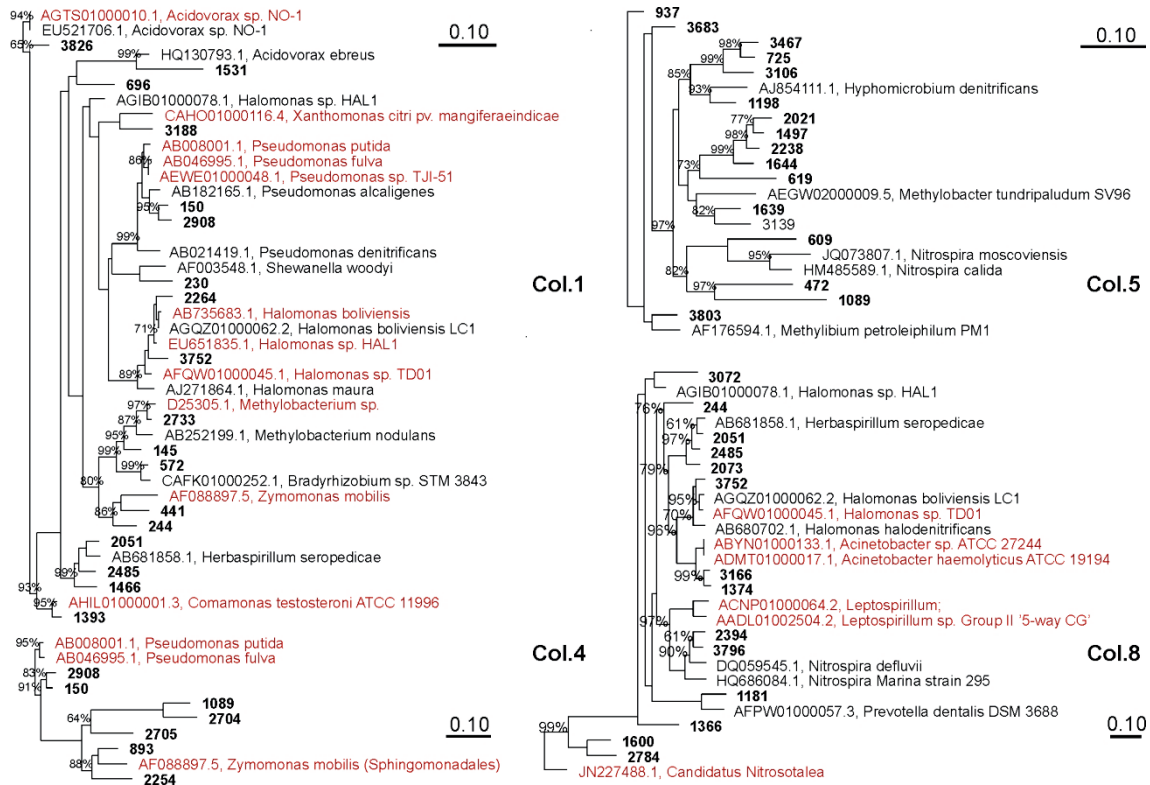 94%
AGTS01000010.1, Acidovorax sp. NO-1
EU521706.1, Acidovorax sp. NO-1
65%
3826
0.10
99%
HQ130793.1, Acidovorax ebreus
1531
696
AGIB01000078.1, Halomonas sp. HAL1
CAHO01000116.4, Xanthomonas citri pv. mangiferaeindicae
3188
AB008001.1, Pseudomonas putida
86%
AB046995.1, Pseudomonas fulva
AEWE01000048.1, Pseudomonas sp. TJI-51
AB182165.1, Pseudomonas alcaligenes
95%
150
2908
99%
AB021419.1, Pseudomonas denitrificans
AF003548.1, Shewanella woodyi
230
Col.1
2264
AB735683.1, Halomonas boliviensis
71%
AGQZ01000062.2, Halomonas boliviensis LC1
EU651835.1, Halomonas sp. HAL1
3752
89%
AFQW01000045.1, Halomonas sp. TD01
AJ271864.1, Halomonas maura
97%
D25305.1, Methylobacterium sp.
87%
2733
95%
AB252199.1, Methylobacterium nodulans
99%
145
99%
572
80%
CAFK01000252.1, Bradyrhizobium sp. STM 3843
AF088897.5, Zymomonas mobilis
86%
441
244
2051
AB681858.1, Herbaspirillum seropedicae
99%
2485
93%
1466
95%
AHIL01000001.3, Comamonas testosteroni ATCC 11996
1393
95%
AB008001.1, Pseudomonas putida
AB046995.1, Pseudomonas fulva
Col.4
83%
2908
91%
150
1089
64%
2704
2705
0.10
893
88%
AF088897.5, Zymomonas mobilis (Sphingomonadales)
2254
937
3683
0.10
98%
3467
99%
725
85%
3106
93%
AJ854111.1, Hyphomicrobium denitrificans
1198
77%
2021
98%
1497
99%
2238
73%
1644
619
AEGW02000009.5, Methylobacter tundripaludum SV96
82%
1639
97%
3139
609
95%
JQ073807.1, Nitrospira moscoviensis
82%
HM485589.1, Nitrospira calida
Col.5
97%
472
1089
3803
AF176594.1, Methylibium petroleiphilum PM1
3072
AGIB01000078.1, Halomonas sp. HAL1
76%
244
61%
AB681858.1, Herbaspirillum seropedicae
97%
2051
2485
79%
2073
3752
95%
AGQZ01000062.2, Halomonas boliviensis LC1
70%
AFQW01000045.1, Halomonas sp. TD01
96%
AB680702.1, Halomonas halodenitrificans
ABYN01000133.1, Acinetobacter sp. ATCC 27244
ADMT01000017.1, Acinetobacter haemolyticus ATCC 19194
99%
3166
1374
ACNP01000064.2, Leptospirillum;
97%
AADL01002504.2, Leptospirillum sp. Group II '5-way CG'
61%
2394
90%
3796
Col.8
DQ059545.1, Nitrospira defluvii
HQ686084.1, Nitrospira Marina strain 295
1181
AFPW01000057.3, Prevotella dentalis DSM 3688
1366
0.10
99%
1600
2784
JN227488.1, Candidatus Nitrosotalea